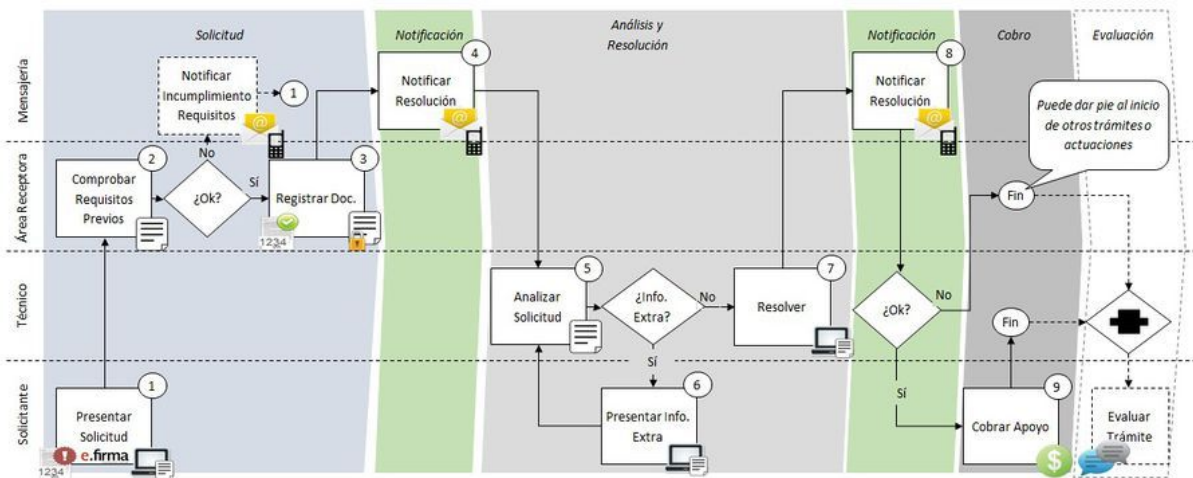 Solicitud
Notificación
Análisis y
Resolución
Notificación
Cobro
Evaluación
Mensajería
Notificar
Incumplimiento
Requisitos
1
4
Notificar
Resolución
8
Notificar
Resolución
Puede dar pie al inicio
de otros trámites o
actuaciones
Área Receptora
2
Comprobar
Requisitos
Previos
No
¿Ok?
Sí
3
Registrar Doc.
1234
Fin
Técnico
5
Analizar
Solicitud
¿Info.
Extra?
No
Sí
7
Resolver
¿Ok?
No
Sí
Fin
Solicitante
1
Presentar
Solicitud
1234
e.firma
6
Presentar Info.
Extra
9
Cobrar Apoyo
$
Evaluar
Trámite